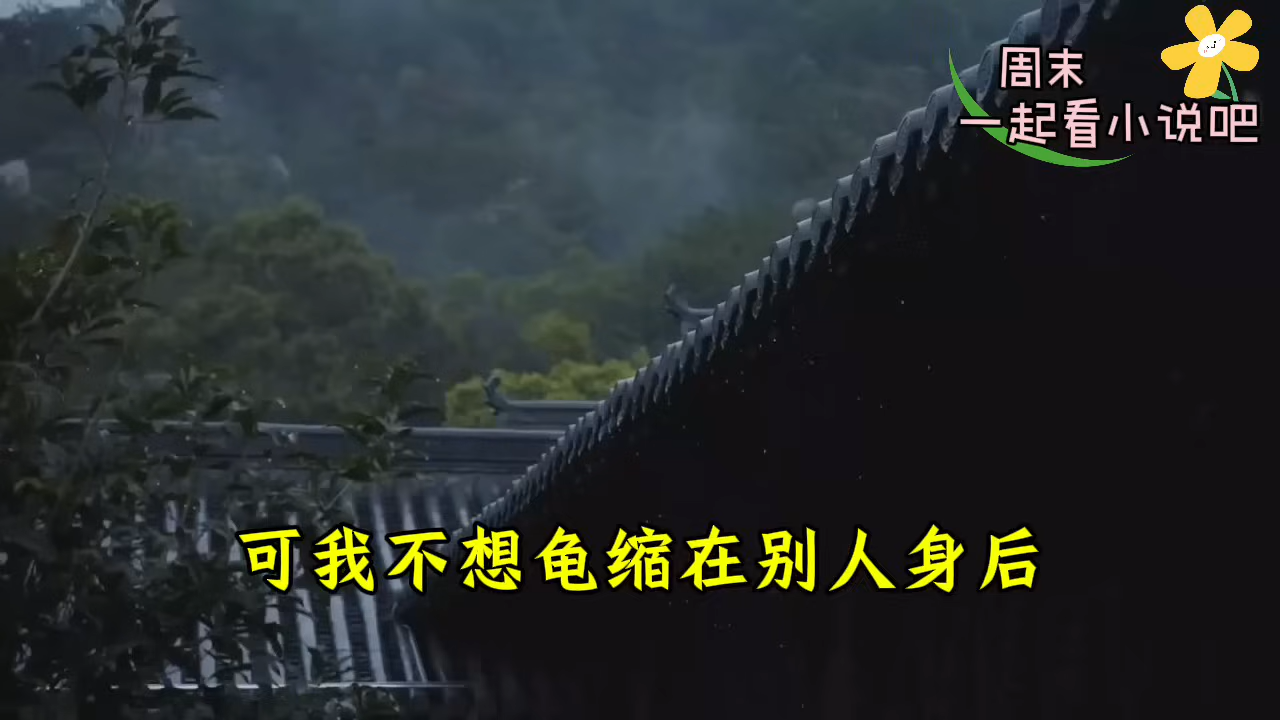 周末
一起看小说吧
可我不想龟缩在别人身后